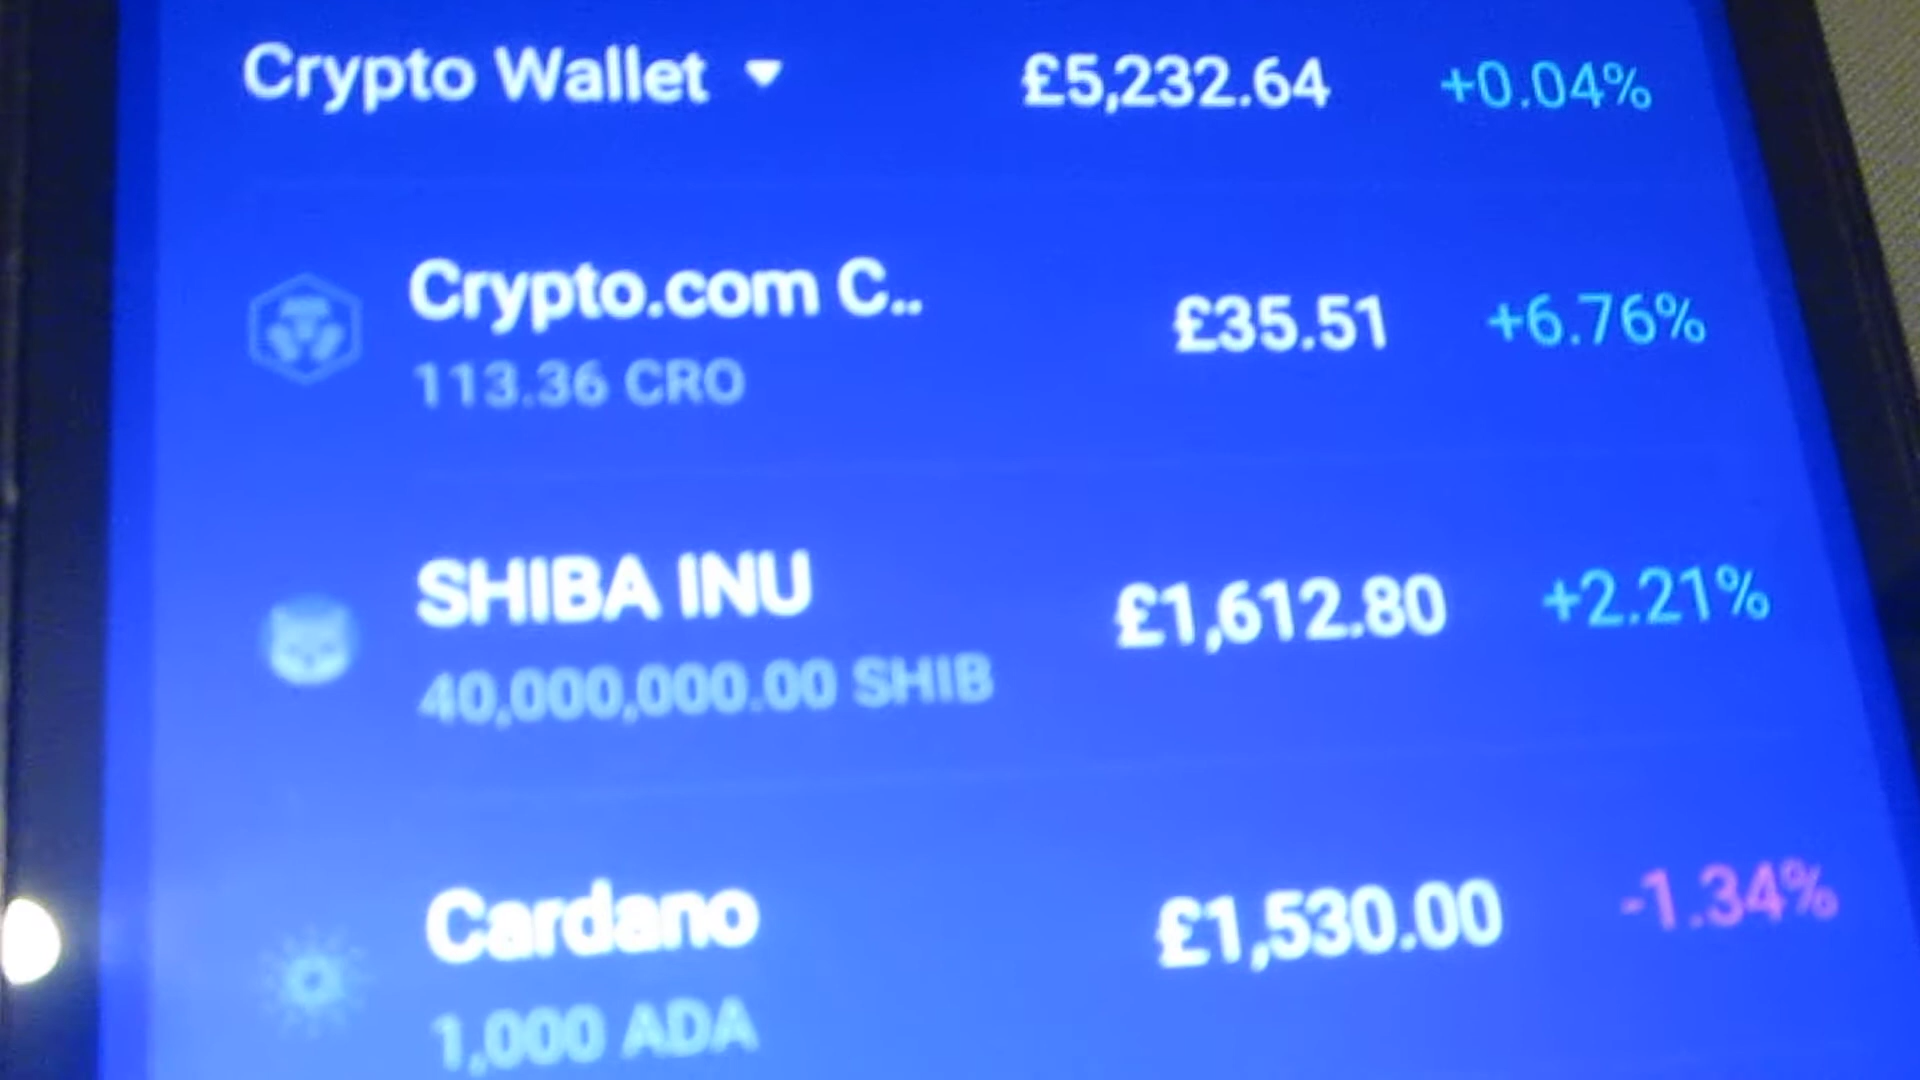 Crypto Wallet £5,232.64 +0.04%
Crypto.com C.. £35.51 +6.76%
113.36 CRO
SHIBA INU £1,612.80 +2.21%
40,000,000.00 SHIB
Cardano £1,530.00 -1.34%
1,000 ADA